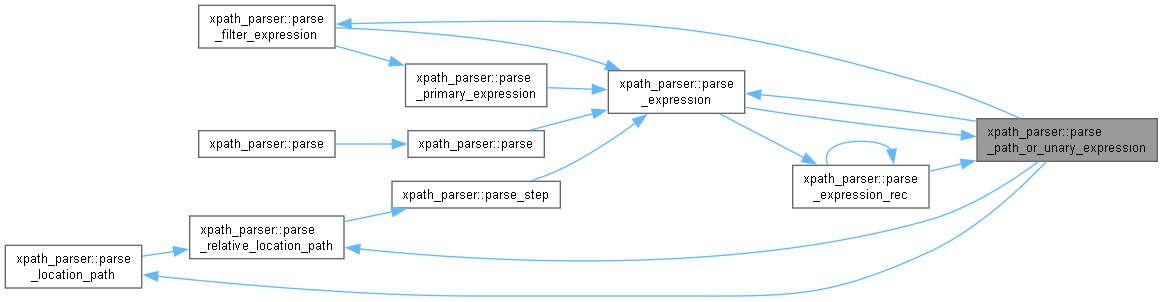 xpath_parser::parse
_filter_expression
xpath_parser::parse
_primary_expression
xpath_parser::parse
_expression
xpath_parser::parse
_path_or_unary_expression
xpath_parser::parse
xpath_parser::parse
xpath_parser::parse
_expression_rec
xpath_parser::parse_step
xpath_parser::parse
_relative_location_path
xpath_parser::parse
_location_path